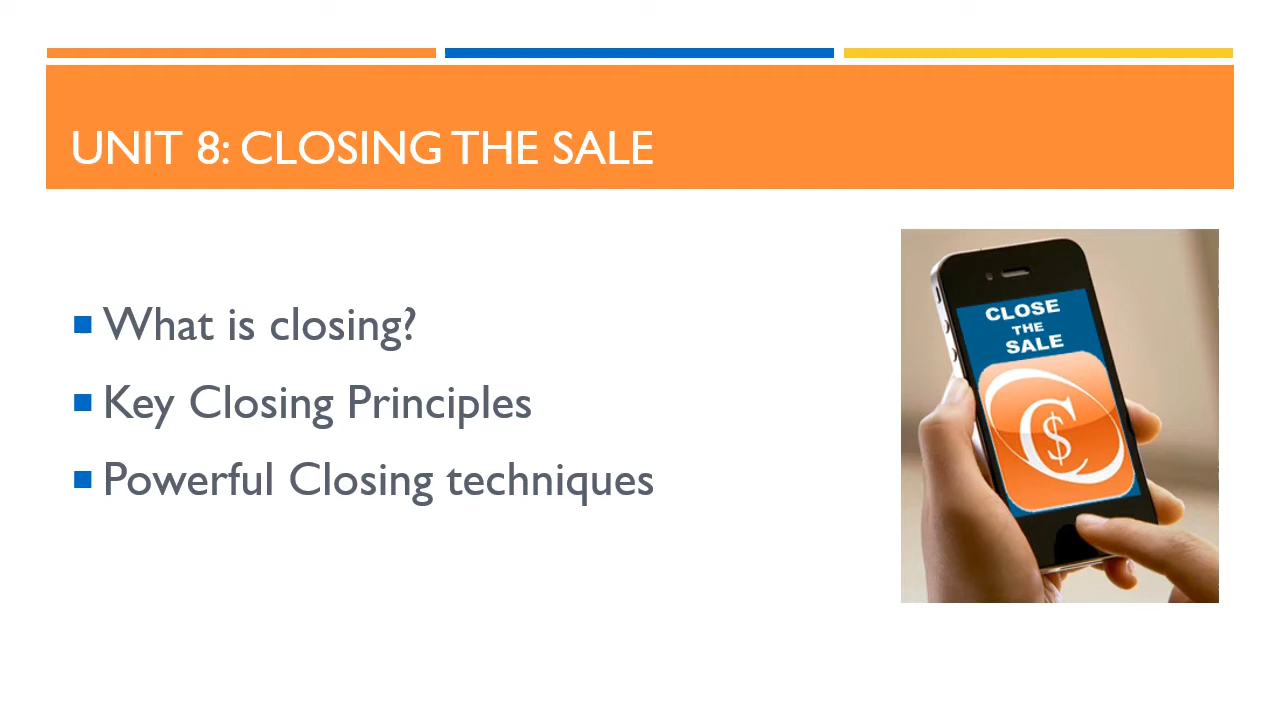 UNIT 8: CLOSING THE SALE
What is closing?
Key Closing Principles
Powerful Closing techniques
CLOSE
THE
SALE
C
$